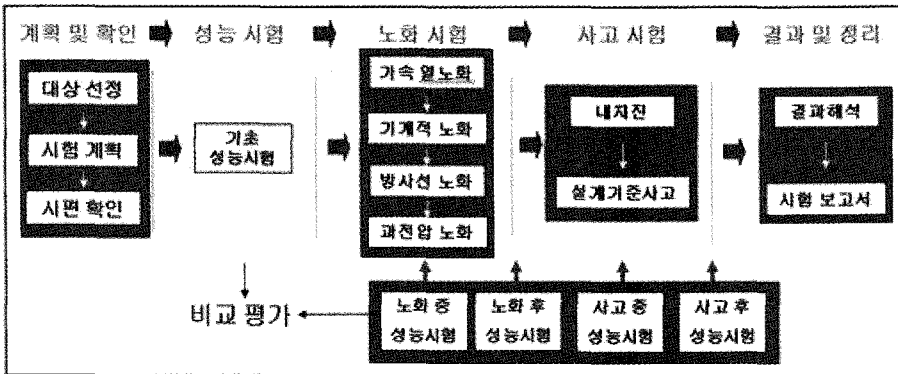 계획 및 확인
성능 시험
노화 시험
사고 시험
결과 및 정리
대상 선정
시험 계획
시편 확인
기초
성능시험
가속 열노화
기계적 노화
방사선 노화
과전압 노화
내지진
설계기준사고
결과해석
시험 보고서
비교 평가
노화 중
성능시험
노화 후
성능시험
사고 중
성능시험
사고 후
성능시험